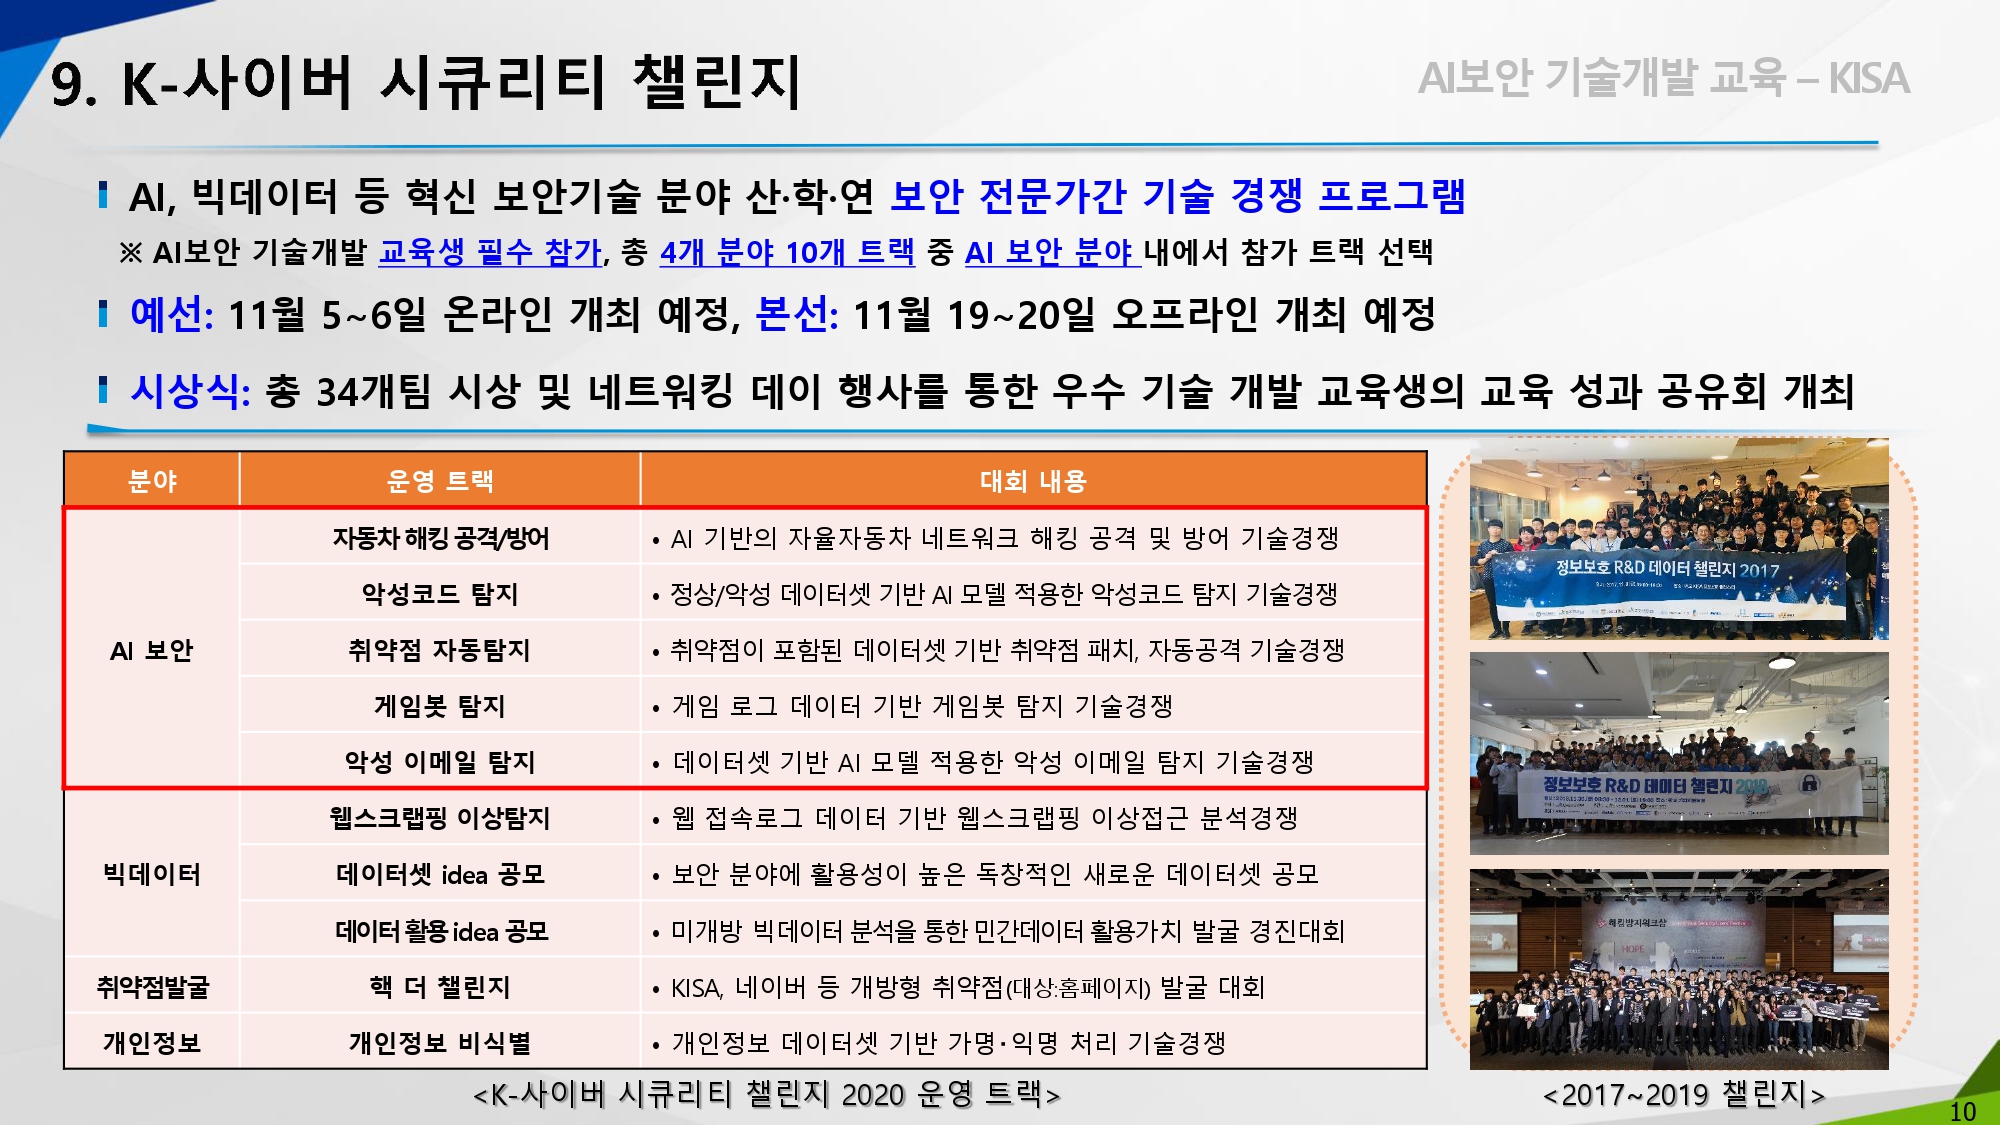 9. K-사이버 시큐리티 챌린지
AI보안 기술개발 교육 – KISA
AI, 빅데이터 등 혁신 보안기술 분야 산·학·연 보안 전문가간 기술 경쟁 프로그램
※ AI보안 기술개발 교육생 필수 참가, 총 4개 분야 10개 트랙 중 AI 보안 분야 내에서 참가 트랙 선택
예선: 11월 5~6일 온라인 개최 예정, 본선: 11월 19~20일 오프라인 개최 예정
시상식: 총 34개팀 시상 및 네트워킹 데이 행사를 통한 우수 기술 개발 교육생의 교육 성과 공유회 개최
분야 운영 트랙 대회 내용
AI 보안
자동차 해킹 공격/방어 • AI 기반의 자율자동차 네트워크 해킹 공격 및 방어 기술경쟁
악성코드 탐지 • 정상/악성 데이터셋 기반 AI 모델 적용한 악성코드 탐지 기술경쟁
취약점 자동탐지 • 취약점이 포함된 데이터셋 기반 취약점 패치, 자동공격 기술경쟁
게임봇 탐지 • 게임 로그 데이터 기반 게임봇 탐지 기술경쟁
악성 이메일 탐지 • 데이터셋 기반 AI 모델 적용한 악성 이메일 탐지 기술경쟁
빅데이터
웹스크랩핑 이상탐지 • 웹 접속로그 데이터 기반 웹스크랩핑 이상접근 분석경쟁
데이터셋 idea 공모 • 보안 분야에 활용성이 높은 독창적인 새로운 데이터셋 공모
데이터 활용 idea 공모 • 미개방 빅데이터 분석을 통한 민간데이터 활용가치 발굴 경진대회
취약점발굴 핵 더 챌린지 • KISA, 네이버 등 개방형 취약점(대상:홈페이지) 발굴 대회
개인정보 개인정보 비식별 • 개인정보 데이터셋 기반 가명·익명 처리 기술경쟁
<K-사이버 시큐리티 챌린지 2020 운영 트랙>
정보보호 R&D 데이터 챌린지 2017
정보보호 R&D 데이터 챌린지 2018
해킹방지워크샵
HOPE
<2017~2019 챌린지>
10